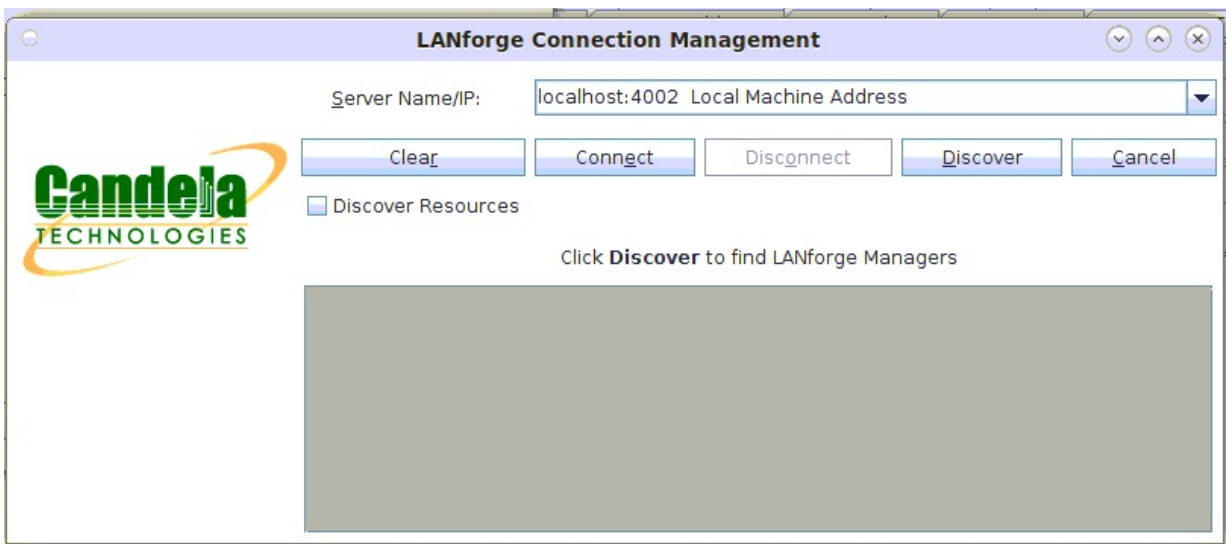 LANforge Connection Management
Server Name/IP: localhost:4002 Local Machine Address
Clear Connect Disconnect Discover Cancel
Candela
TECHNOLOGIES
Discover Resources
Click Discover to find LANforge Managers